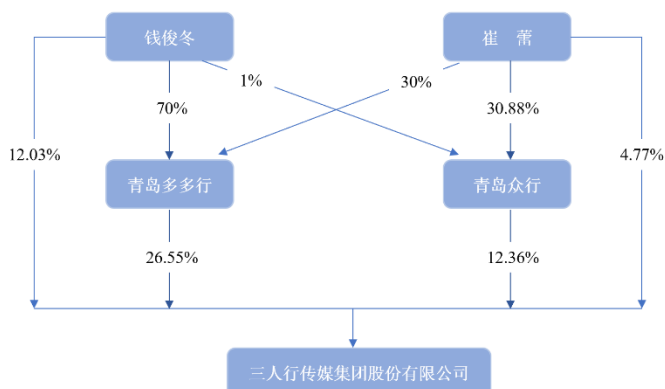 钱俊冬
崔 蕾
1%
30%
70%
30.88%
12.03%
4.77%
青岛多多行
青岛众行
26.55%
12.36%
三人行传媒集团股份有限公司